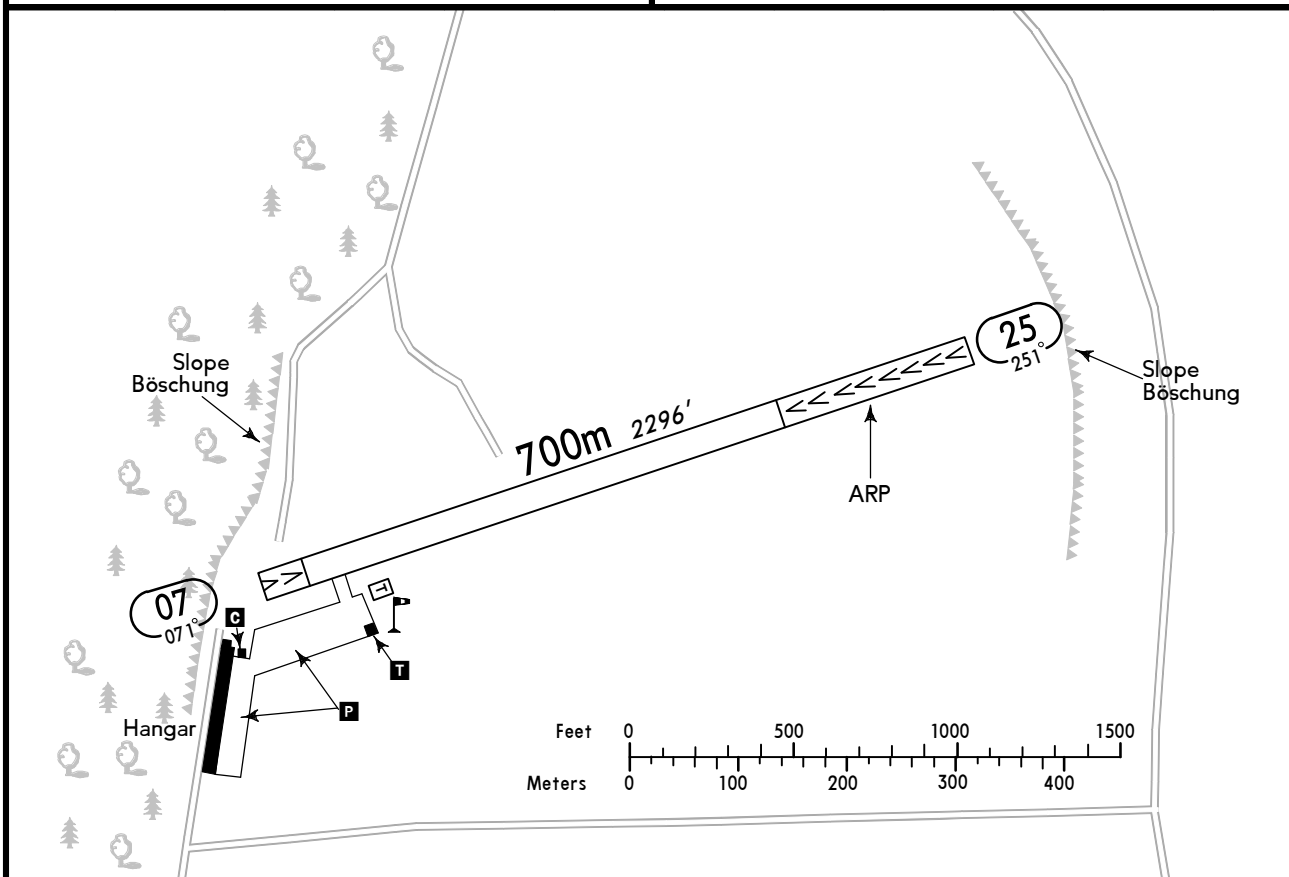 25
251°
Slope
Böschung
Slope
Böschung
700m 2296'
ARP
07
071°
T
C
T
P
Hangar
Feet 0 500 1000 1500
Meters 0 100 200 300 400